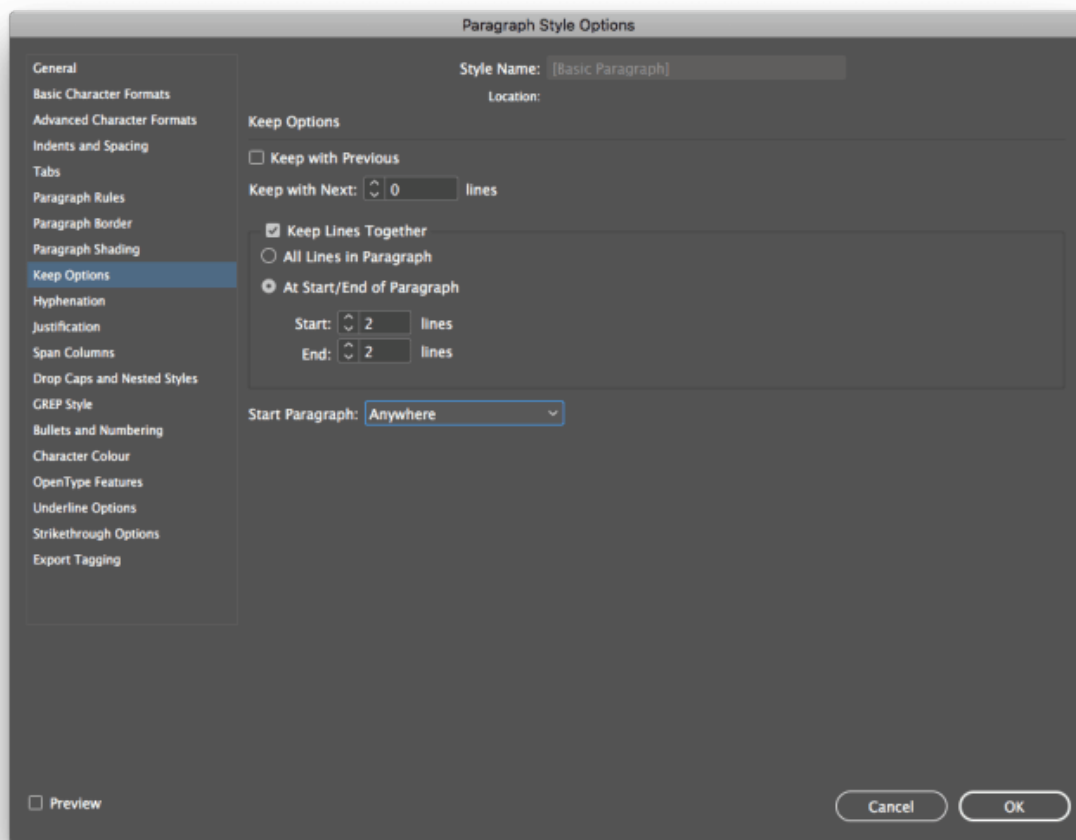 Paragraph Style Options
General
Basic Character Formats
Advanced Character Formats
Indents and Spacing
Tabs
Paragraph Rules
Paragraph Border
Paragraph Shading
Keep Options
Hyphenation
Justification
Span Columns
Drop Caps and Nested Styles
GREP Style
Bullets and Numbering
Character Colour
OpenType Features
Underline Options
Strikethrough Options
Export Tagging
Style Name: [Basic Paragraph]
Location:
Keep Options
Keep with Previous
Keep with Next: 0 lines
Keep Lines Together
All Lines in Paragraph
At Start/End of Paragraph
Start: 2 lines
End: 2 lines
Start Paragraph: Anywhere
Preview
Cancel
OK